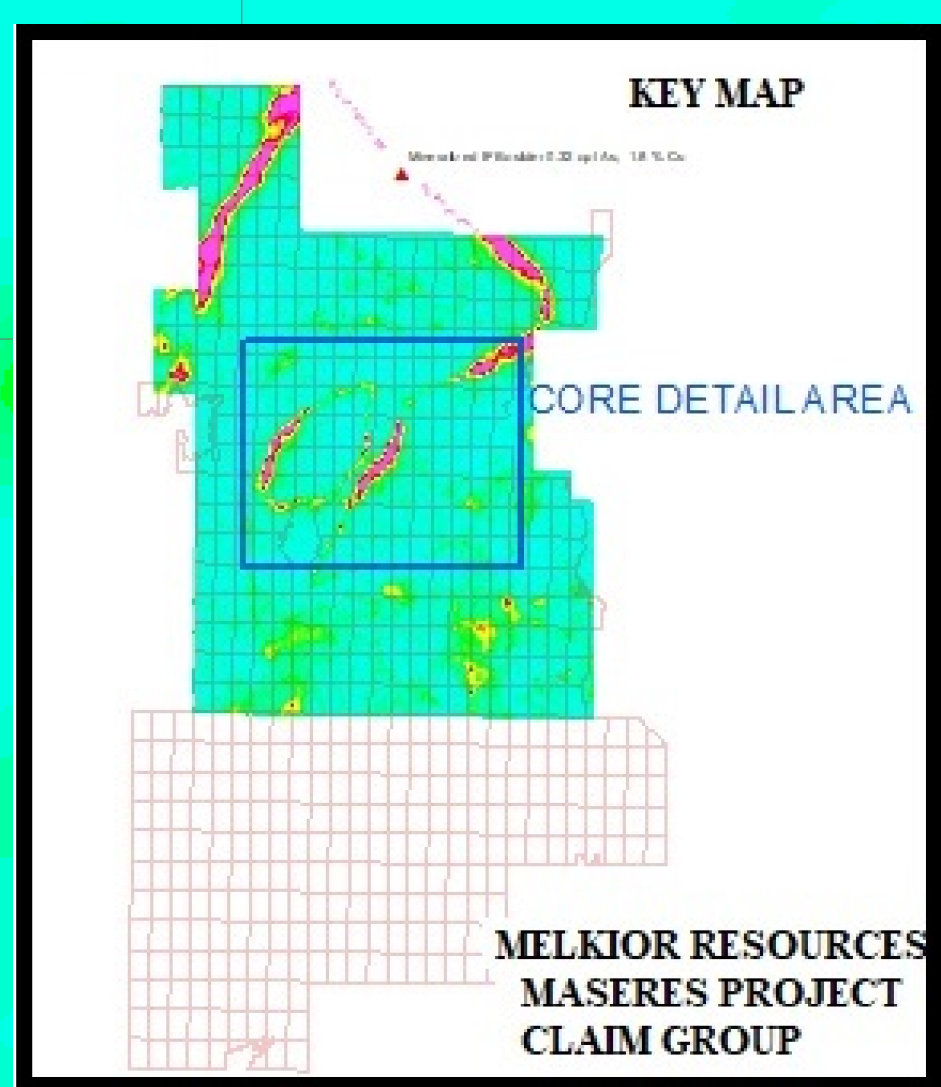 KEY MAP
CORE DETAIL AREA
MELKIOR RESOURCES
MASERES PROJECT
CLAIM GROUP